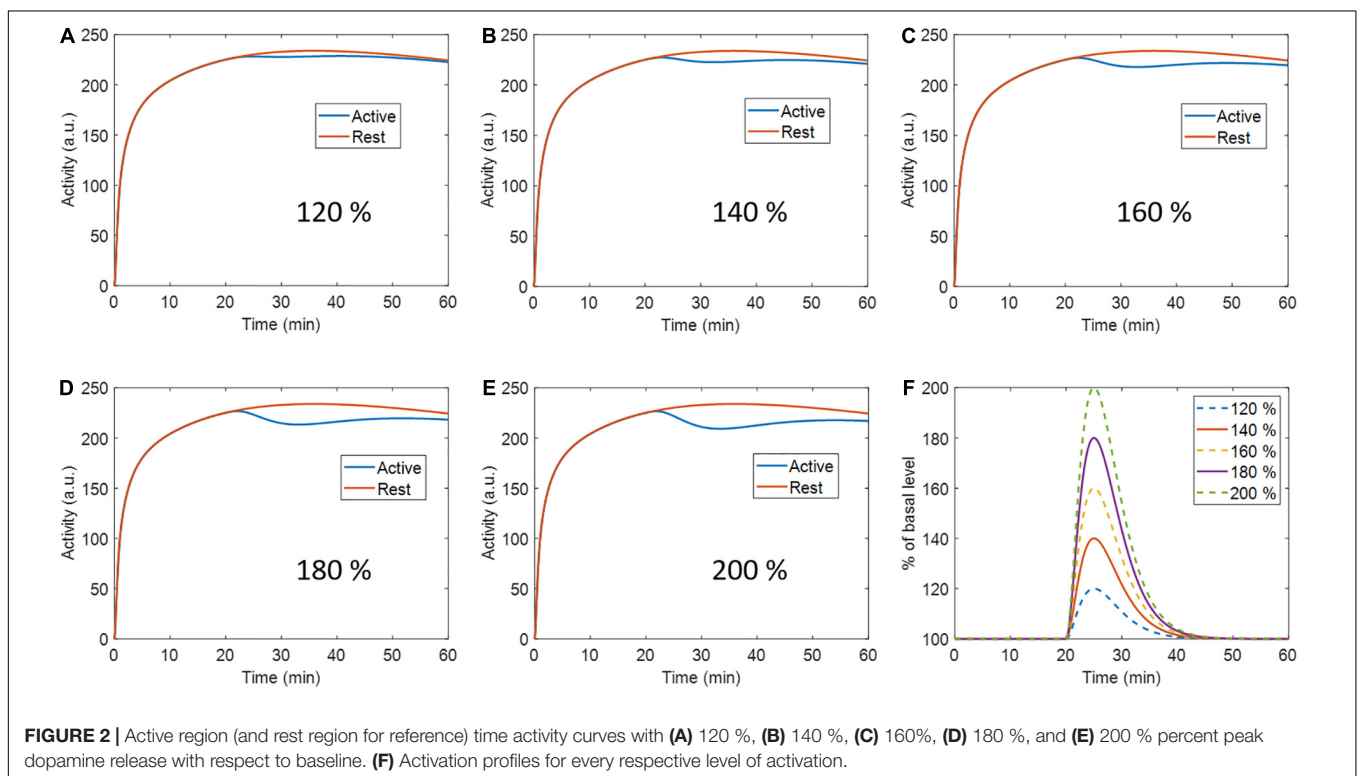 A
250
200
150
100
50
0
Activity (a.u.)
Active
Rest
120 %
0 10 20 30 40 50 60
Time (min)
B
250
200
150
100
50
0
Activity (a.u.)
Active
Rest
140 %
0 10 20 30 40 50 60
Time (min)
C
250
200
150
100
50
0
Activity (a.u.)
Active
Rest
160 %
0 10 20 30 40 50 60
Time (min)
D
250
200
150
100
50
0
Activity (a.u.)
Active
Rest
180 %
0 10 20 30 40 50 60
Time (min)
E
250
200
150
100
50
0
Activity (a.u.)
Active
Rest
200 %
0 10 20 30 40 50 60
Time (min)
F
200
180
160
140
120
100
% of basal level
120 %
140 %
160 %
180 %
200 %
0 10 20 30 40 50 60
Time (min)
FIGURE 2 | Active region (and rest region for reference) time activity curves with (A) 120 %, (B) 140 %, (C) 160%, (D) 180 %, and (E) 200 % percent peak
dopamine release with respect to baseline. (F) Activation profiles for every respective level of activation.